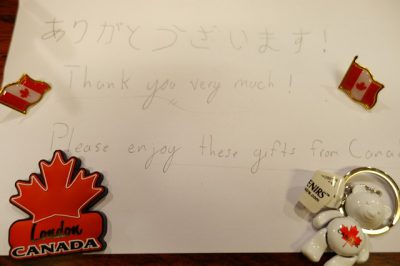 ありがとうございます!
Thank you very much!
Please enjoy these gifts from Cana
London
CANADA